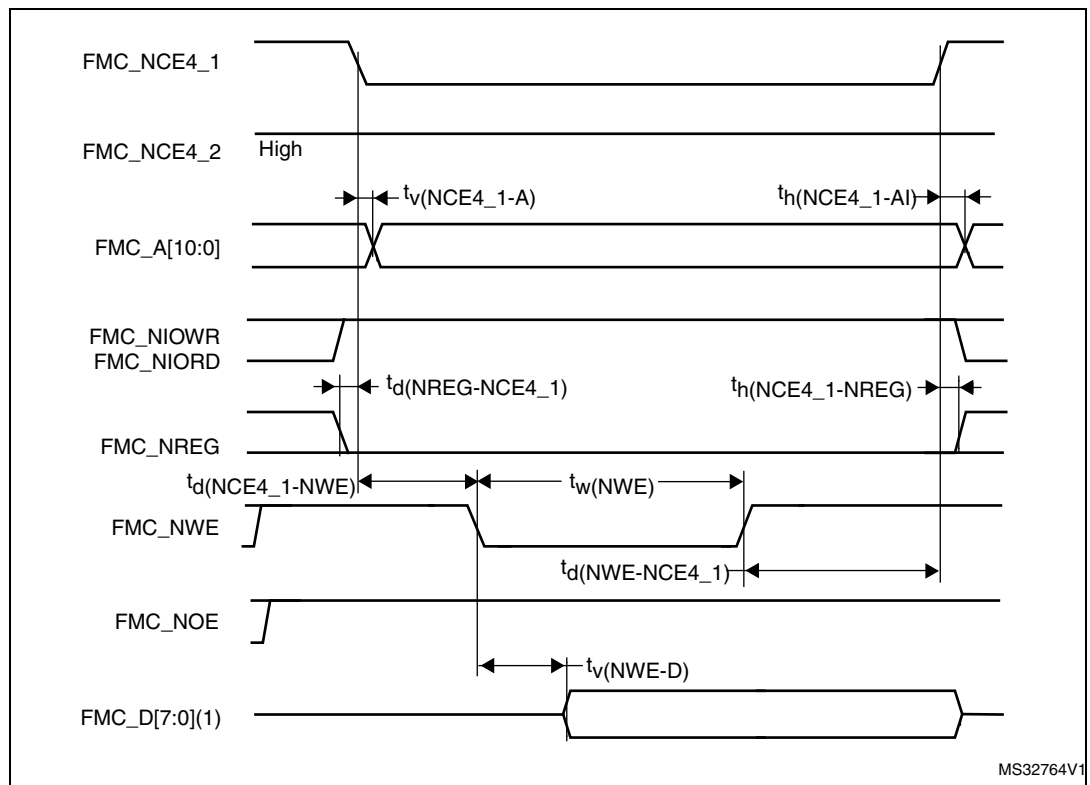 FMC_NCE4_1
FMC_NCE4_2 High
tv(NCE4_1-A) th(NCE4_1-AI)
FMC_A[10:0]
FMC_NIOWR
FMC_NIORD
td(NREG-NCE4_1) th(NCE4_1-NREG)
FMC_NREG
td(NCE4_1-NWE) tw(NWE)
FMC_NWE
td(NWE-NCE4_1)
FMC_NOE
tv(NWE-D)
FMC_D[7:0](1)
MS32764V1